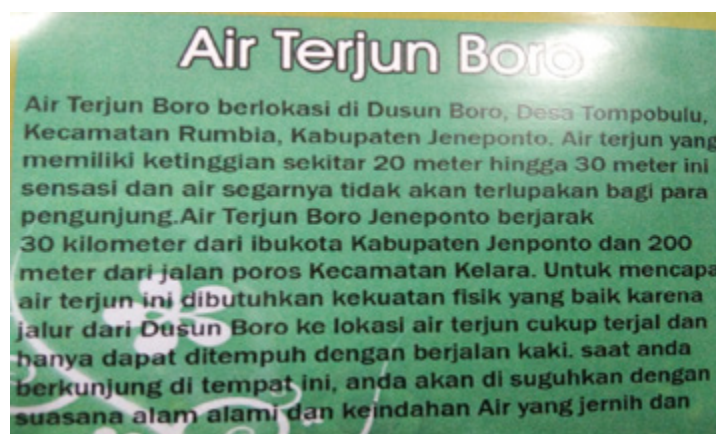 Air Terjun Boro
Air Terjun Boro berlokasi di Dusun Boro, Desa Tompobulu,
Kecamatan Rumbia, Kabupaten Jeneponto. Air terjun yang
memiliki ketinggian sekitar 20 meter hingga 30 meter ini
sensasi dan air segarnya tidak akan terlupakan bagi para
pengunjung.Air Terjun Boro Jeneponto berjarak
30 kilometer dari ibukota Kabupaten Jenponto dan 200
meter dari jalan poros Kecamatan Kelara. Untuk mencapa
air terjun ini dibutuhkan kekuatan fisik yang baik karena
jalur dari Dusun Boro ke lokasi air terjun cukup terjal dan
hanya dapat ditempuh dengan berjalan kaki. saat anda
berkunjung di tempat ini, anda akan di suguhkan dengan
suasana alam alami dan keindahan Air yang jernih dan